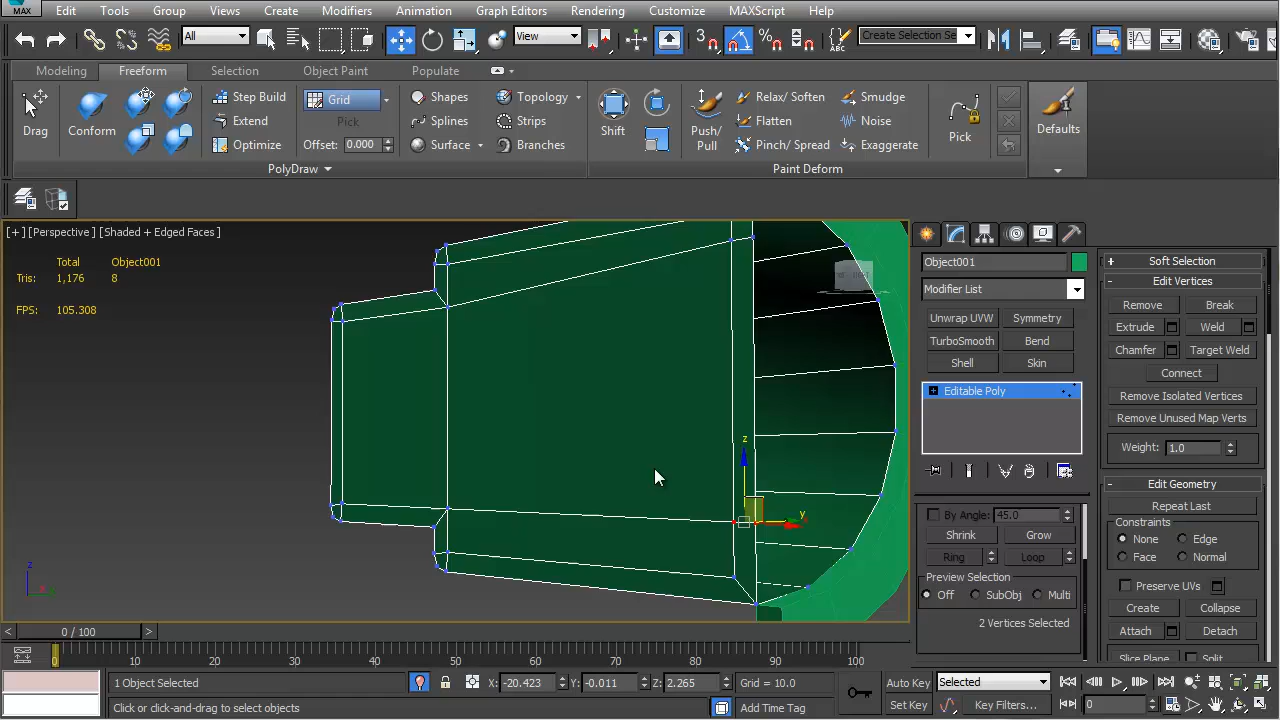 MAX Edit Tools Group Views Create Modifiers Animation Graph Editors Rendering Customize MAXScript Help
All View 3 % ABC Create Selection Se
Modeling Freeform Selection Object Paint Populate
Drag Conform Step Build Grid Shapes Topology Shift Relax/ Soften Smudge Pick Defaults
Extend Pick Splines Strips Push/ Pull Flatten Noise
Optimize Offset: 0.000 Surface Branches Pinch/ Spread Exaggerate
PolyDraw Paint Deform
[+] [Perspective] [Shaded + Edged Faces]
Total Object001
Tris: 1,176 8
FPS: 105.308
z
y
z
Object001
Modifier List
Unwrap UVW Symmetry
TurboSmooth Bend
Shell Skin
Editable Poly
By Angle: 45.0
Shrink Grow
Ring Loop
Preview Selection
Off SubObj Multi
2 Vertices Selected
+ Soft Selection
- Edit Vertices
Remove Break
Extrude Weld
Chamfer Target Weld
Connect
Remove Isolated Vertices
Remove Unused Map Verts
Weight: 1.0
- Edit Geometry
Repeat Last
Constraints
None Edge
Face Normal
Preserve UVs
Create Collapse
Attach Detach
Slice Plane Split
< 0 / 100 >
0 10 20 30 40 50 60 70 80 90 100
1 Object Selected X: -20.423 Y: -0.011 Z: 2.265 Grid = 10.0 Auto Key Selected
Click or click-and-drag to select objects Add Time Tag Set Key Key Filters... 0